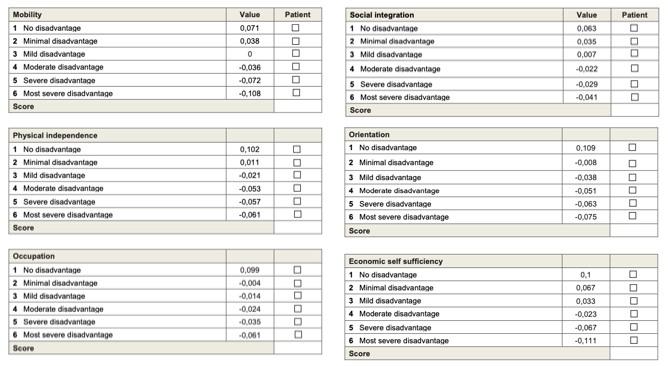 Mobility Value Patient
1 No disadvantage 0,071 ☐
2 Minimal disadvantage 0,038 ☐
3 Mild disadvantage 0 ☐
4 Moderate disadvantage -0,036 ☐
5 Severe disadvantage -0,072 ☐
6 Most severe disadvantage -0,108 ☐
Score
Physical independence
1 No disadvantage 0,102 ☐
2 Minimal disadvantage 0,011 ☐
3 Mild disadvantage -0,021 ☐
4 Moderate disadvantage -0,053 ☐
5 Severe disadvantage -0,057 ☐
6 Most severe disadvantage -0,061 ☐
Score
Occupation
1 No disadvantage 0,099 ☐
2 Minimal disadvantage -0,004 ☐
3 Mild disadvantage -0,014 ☐
4 Moderate disadvantage -0,024 ☐
5 Severe disadvantage -0,035 ☐
6 Most severe disadvantage -0,061 ☐
Score
Social integration Value Patient
1 No disadvantage 0,063 ☐
2 Minimal disadvantage 0,035 ☐
3 Mild disadvantage 0,007 ☐
4 Moderate disadvantage -0,022 ☐
5 Severe disadvantage -0,029 ☐
6 Most severe disadvantage -0,041 ☐
Score
Orientation
1 No disadvantage 0,109 ☐
2 Minimal disadvantage -0,008 ☐
3 Mild disadvantage -0,038 ☐
4 Moderate disadvantage -0,051 ☐
5 Severe disadvantage -0,063 ☐
6 Most severe disadvantage -0,075 ☐
Score
Economic self sufficiency
1 No disadvantage 0,1 ☐
2 Minimal disadvantage 0,067 ☐
3 Mild disadvantage 0,033 ☐
4 Moderate disadvantage -0,023 ☐
5 Severe disadvantage -0,067 ☐
6 Most severe disadvantage -0,111 ☐
Score